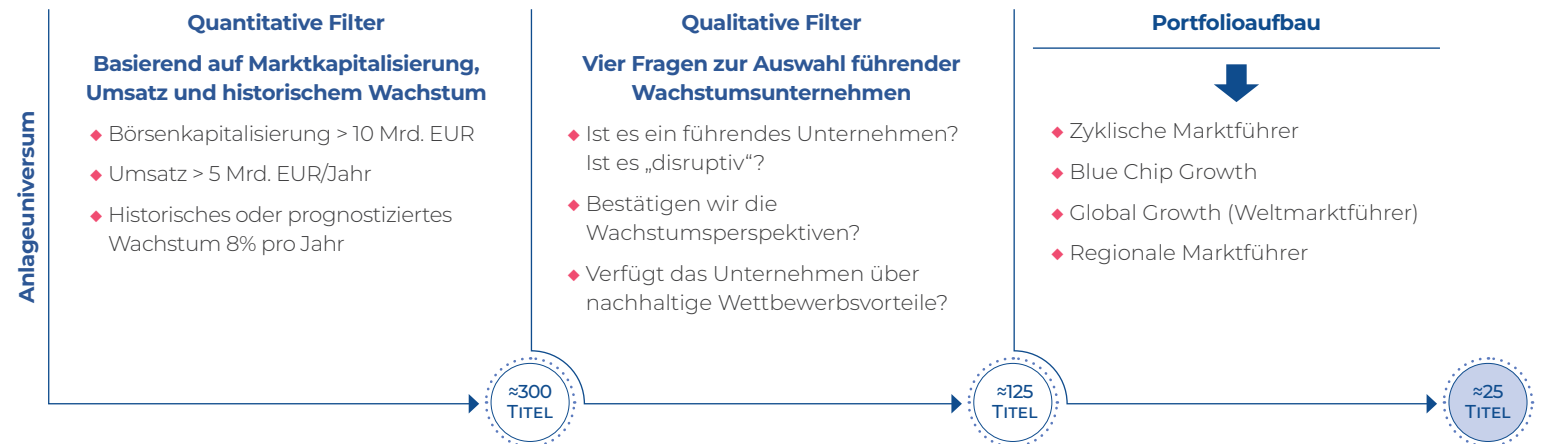 Anlageuniversum
Quantitative Filter
Basierend auf Marktkapitalisierung,
Umsatz und historischem Wachstum
◆ Börsenkapitalisierung > 10 Mrd. EUR
◆ Umsatz > 5 Mrd. EUR/Jahr
◆ Historisches oder prognostiziertes
Wachstum 8% pro Jahr
≈300
TITEL
Qualitative Filter
Vier Fragen zur Auswahl führender
Wachstumsunternehmen
◆ Ist es ein führendes Unternehmen?
Ist es „disruptiv“?
◆ Bestätigen wir die
Wachstumsperspektiven?
◆ Verfügt das Unternehmen über
nachhaltige Wettbewerbsvorteile?
≈125
TITEL
Portfolioaufbau
◆ Zyklische Marktführer
◆ Blue Chip Growth
◆ Global Growth (Weltmarktführer)
◆ Regionale Marktführer
≈25
TITEL